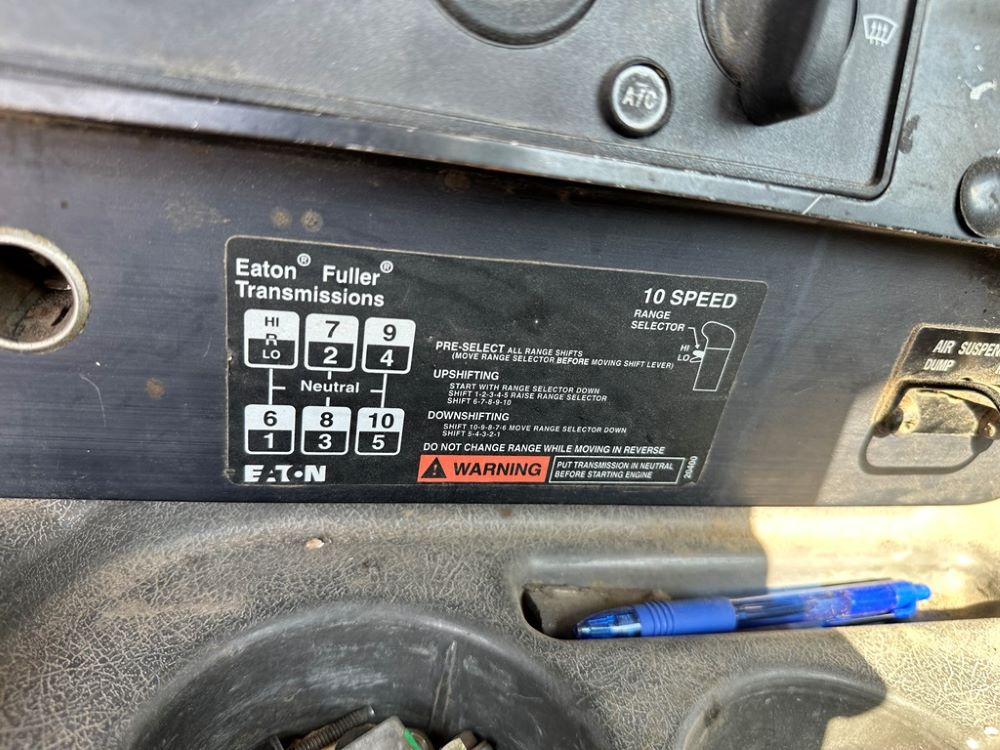 ATC
Eaton® Fuller®
Transmissions
10 SPEED
RANGE
SELECTOR
HI
LO
HI
R
LO
7
2
9
4
Neutral
6
1
8
3
10
5
PRE-SELECT ALL RANGE SHIFTS
(MOVE RANGE SELECTOR BEFORE MOVING SHIFT LEVER)
UPSHIFTING
START WITH RANGE SELECTOR DOWN
SHIFT 1-2-3-4-5 RAISE RANGE SELECTOR
SHIFT 6-7-8-9-10
DOWNSHIFTING
SHIFT 10-9-8-7-6 MOVE RANGE SELECTOR DOWN
SHIFT 5-4-3-2-1
DO NOT CHANGE RANGE WHILE MOVING IN REVERSE
EATON
WARNING
PUT TRANSMISSION IN NEUTRAL
BEFORE STARTING ENGINE
20400
AIR SUSPEN
DUMP